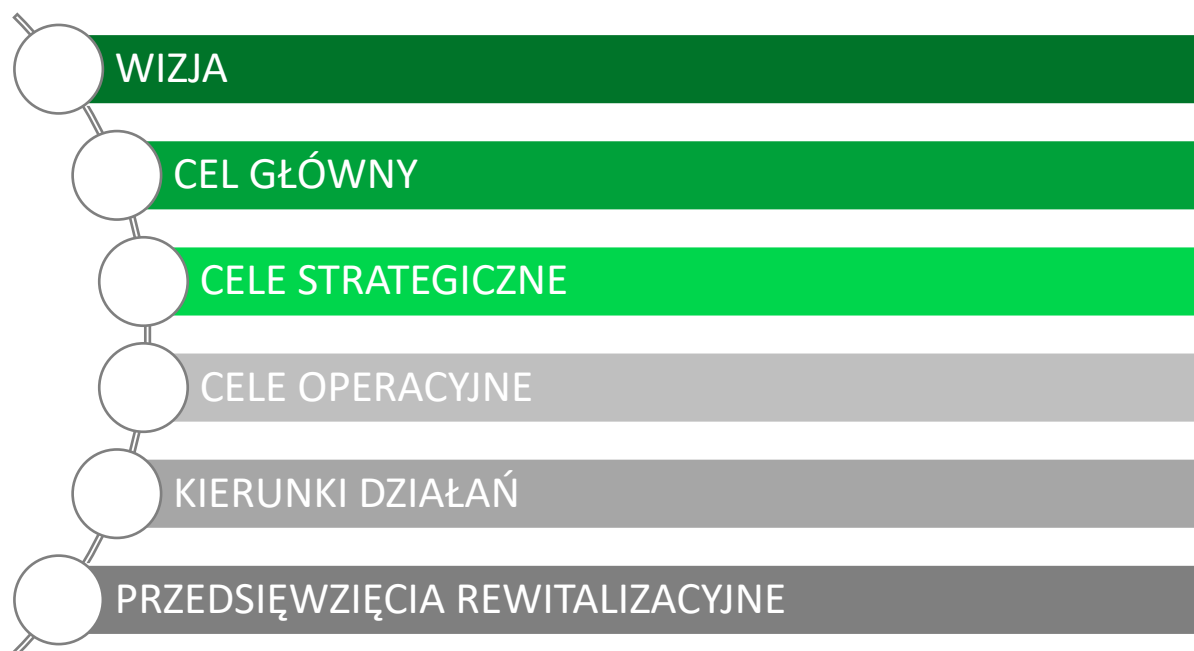 WIZJA
CEL GŁÓWNY
CELE STRATEGICZNE
CELE OPERACYJNE
KIERUNKI DZIAŁAŃ
PRZEDSIĘWZIĘCIA REWITALIZACYJNE